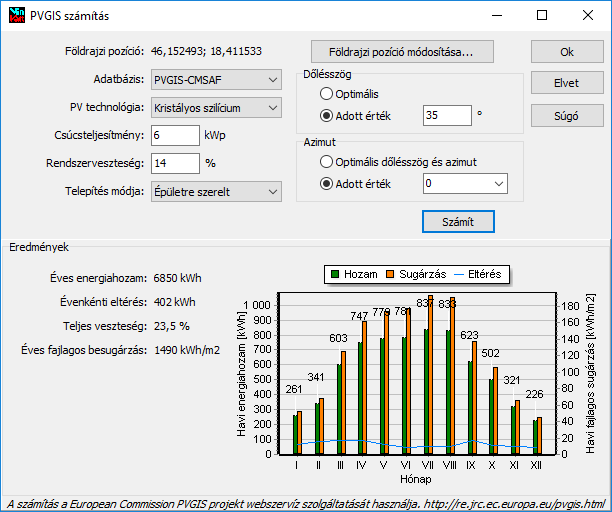 PVGIS számítás
Földrajzi pozíció: 46,152493; 18,411533
Földrajzi pozíció módosítása...
Ok
Adatbázis: PVGIS-CMSAF
Dőlésszög
Elvet
Optimális
PV technológia: Kristályos szilícium
Adott érték 35 °
Súgó
Csúcsteljesítmény: 6 kWp
Azimut
Rendszerveszteség: 14 %
Optimális dőlésszög és azimut
Telepítés módja: Épületre szerelt
Adott érték 0
Számít
Eredmények
Éves energiahozam: 6850 kWh
Évenkénti eltérés: 402 kWh
Teljes veszteség: 23,5 %
Éves fajlagos besugárzás: 1490 kWh/m2
Hozam Sugárzás Eltérés
Havi energiahozam [kWh]
1 000
900
800
700
600
500
400
300
200
100
0
261 341 603 747 779 781 837 833 623 502 321 226
180
160
140
120
100
80
60
40
20
0
Havi fajlagos sugárzás [kWh/m2]
I II III IV V VI VII VIII IX X XI XII
Hónap
A számítás a European Commission PVGIS projekt webszervíz szolgáltatását használja. http://re.jrc.ec.europa.eu/pvgis.html